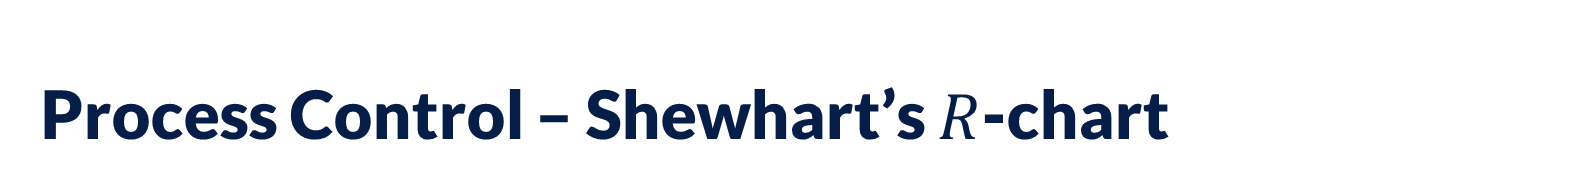 Process Control – Shewhart’s R-chart